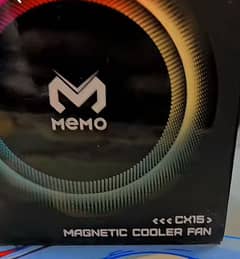 MEMO
<<< CX15 >
MAGNETIC COOLER FAN